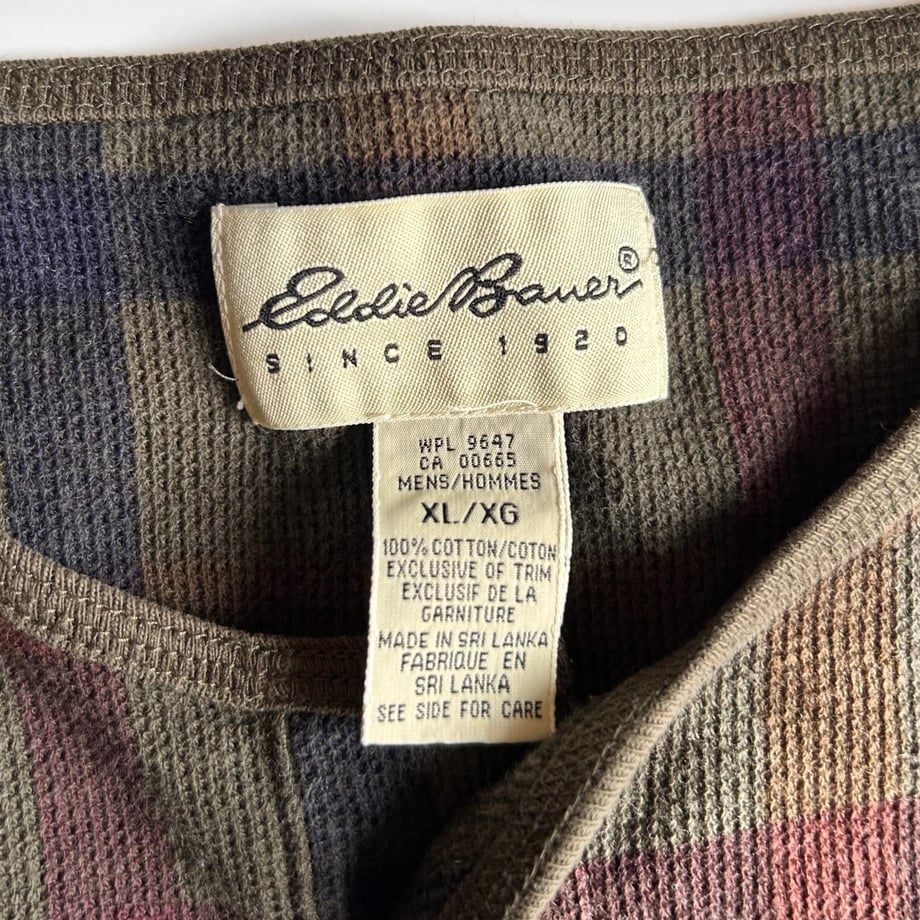 Eddie Bauer®
SINCE 1920
WPL 9647
CA 00665
MENS/HOMMES
XL/XG
100% COTTON/COTON
EXCLUSIVE OF TRIM
EXCLUSIF DE LA
GARNITURE
MADE IN SRI LANKA
FABRIQUE EN
SRI LANKA
SEE SIDE FOR CARE